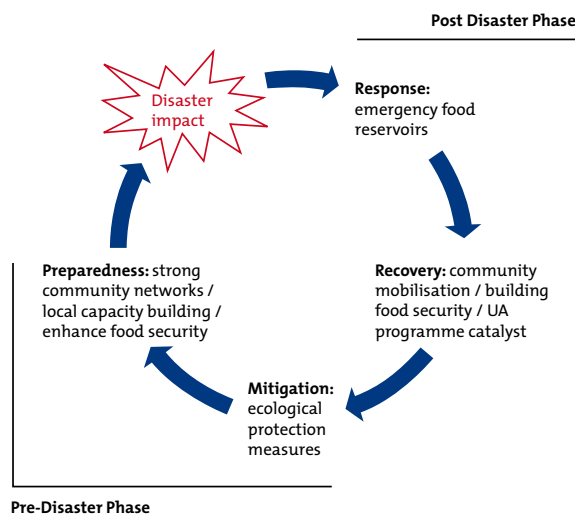 Post Disaster Phase
Disaster
impact
Response:
emergency food
reservoirs
Recovery: community
mobilisation / building
food security / UA
programme catalyst
Mitigation:
ecological
protection
measures
Preparedness: strong
community networks /
local capacity building /
enhance food security
Pre-Disaster Phase